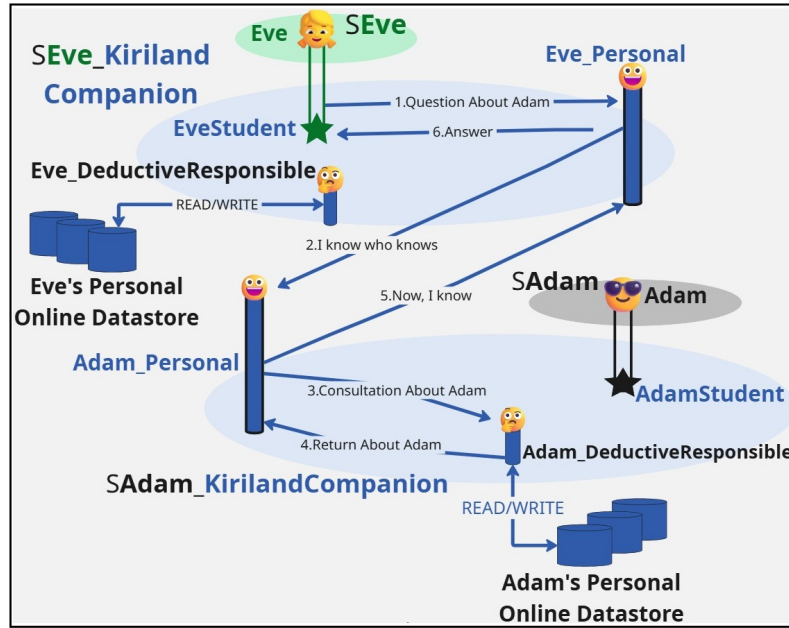 Eve
SEve
SEve_Kiriland
Companion
Eve_Personal
1.Question About Adam
EveStudent
6.Answer
Eve_DeductiveResponsible
READ/WRITE
2.I know who knows
Eve's Personal
Online Datastore
5.Now, I know
SAdam
Adam
Adam_Personal
3.Consultation About Adam
AdamStudent
4.Return About Adam
Adam_DeductiveResponsible
SAdam_KirilandCompanion
READ/WRITE
Adam's Personal
Online Datastore